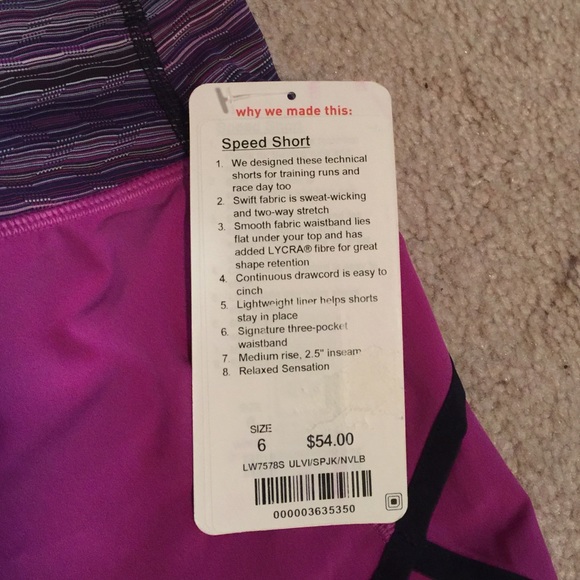 why we made this:
Speed Short
1. We designed these technical
shorts for training runs and
race day too
2. Swift fabric is sweat-wicking
and two-way stretch
3. Smooth fabric waistband lies
flat under your top and has
added LYCRA® fibre for great
shape retention
4. Continuous drawcord is easy to
cinch
5. Lightweight liner helps shorts
stay in place
6. Signature three-pocket
waistband
7. Medium rise, 2.5" inseam
8. Relaxed Sensation
SIZE
6 $54.00
LW7578S ULVI/SPJK/NVLB
000003635350